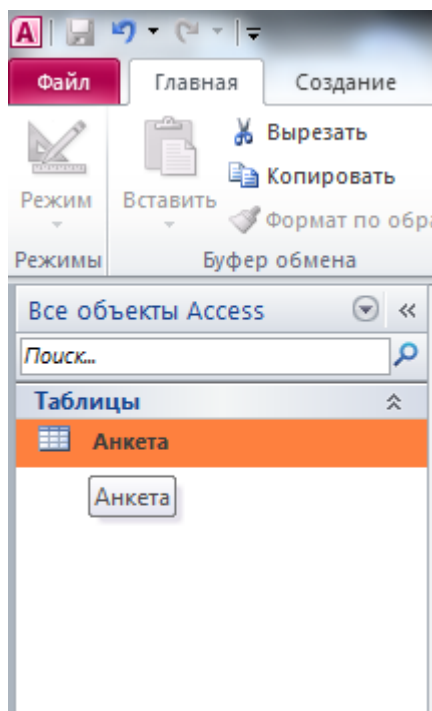 A
Файл Главная Создание
Вырезать
Копировать
Режим Вставить
Формат по обра
Режимы Буфер обмена
Все объекты Access
Поиск...
Таблицы
Анкета
Анкета